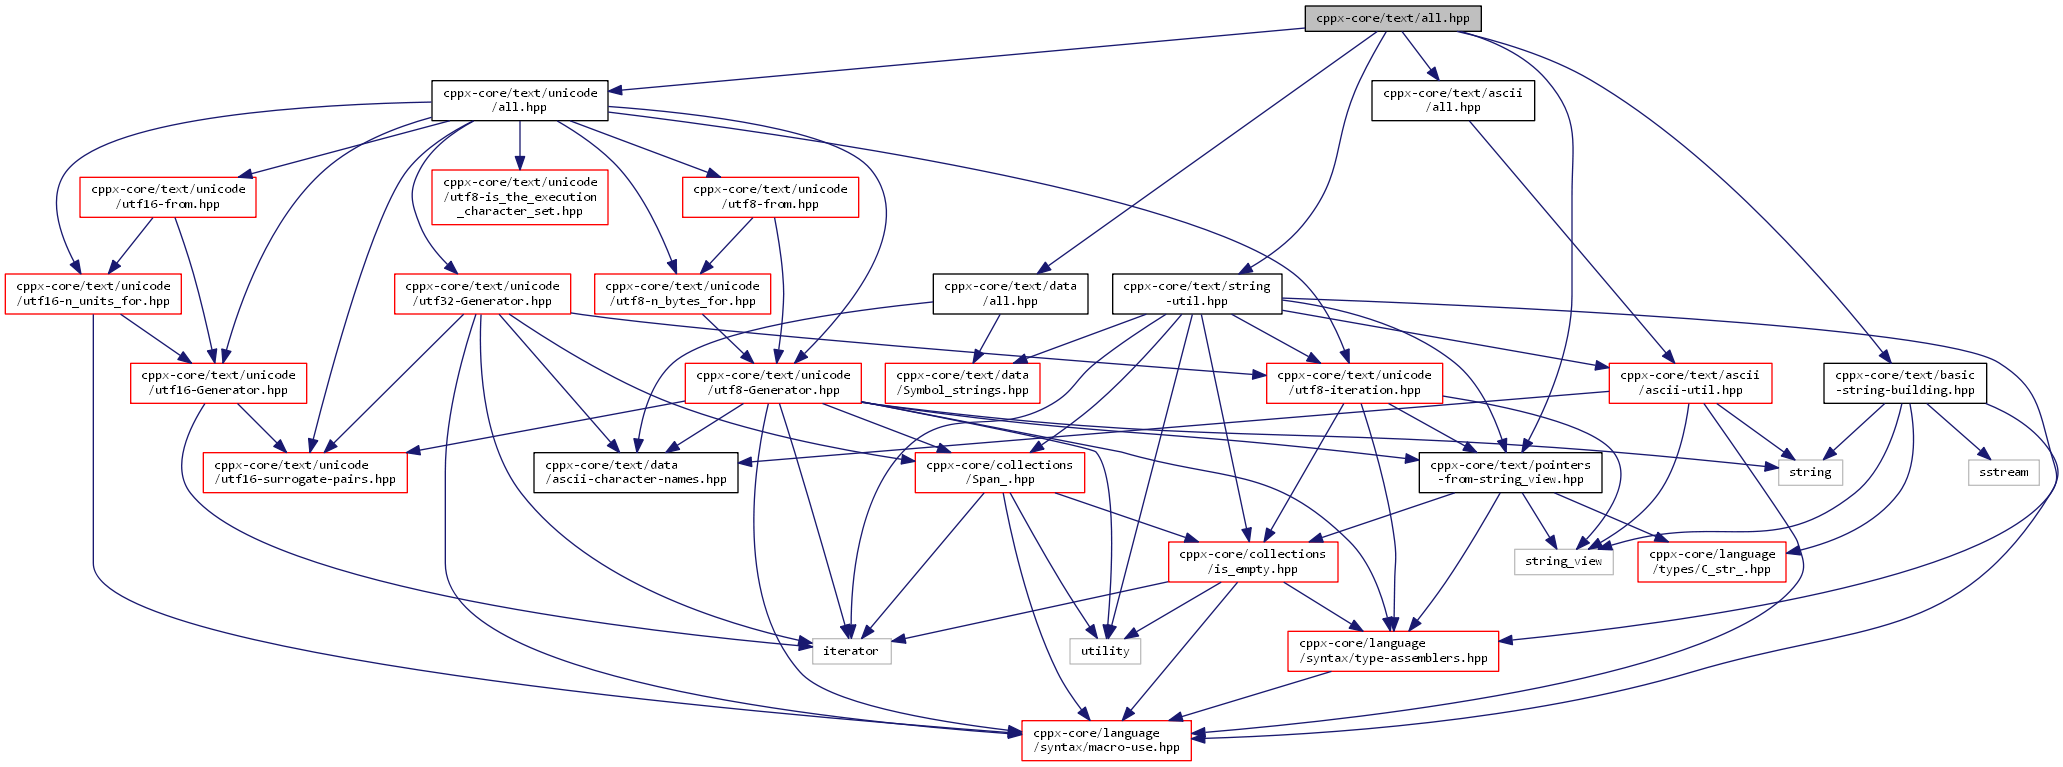 cppx-core/text/all.hpp
cppx-core/text/unicode
/all.hpp
cppx-core/text/ascii
/all.hpp
cppx-core/text/unicode
/utf16-from.hpp
cppx-core/text/unicode
/utf8-is_the_execution
_character_set.hpp
cppx-core/text/unicode
/utf8-from.hpp
cppx-core/text/unicode
/utf16-n_units_for.hpp
cppx-core/text/unicode
/utf32-Generator.hpp
cppx-core/text/unicode
/utf8-n_bytes_for.hpp
cppx-core/text/data
/all.hpp
cppx-core/text/string
-util.hpp
cppx-core/text/unicode
/utf16-Generator.hpp
cppx-core/text/unicode
/utf8-Generator.hpp
cppx-core/text/data
/Symbol_strings.hpp
cppx-core/text/unicode
/utf8-iteration.hpp
cppx-core/text/ascii
/ascii-util.hpp
cppx-core/text/basic
-string-building.hpp
cppx-core/text/unicode
/utf16-surrogate-pairs.hpp
cppx-core/text/data
/ascii-character-names.hpp
cppx-core/collections
/Span_.hpp
cppx-core/text/pointers
-from-string_view.hpp
string
sstream
cppx-core/collections
/is_empty.hpp
string_view
cppx-core/language
/types/C_str_.hpp
iterator
utility
cppx-core/language
/syntax/type-assemblers.hpp
cppx-core/language
/syntax/macro-use.hpp